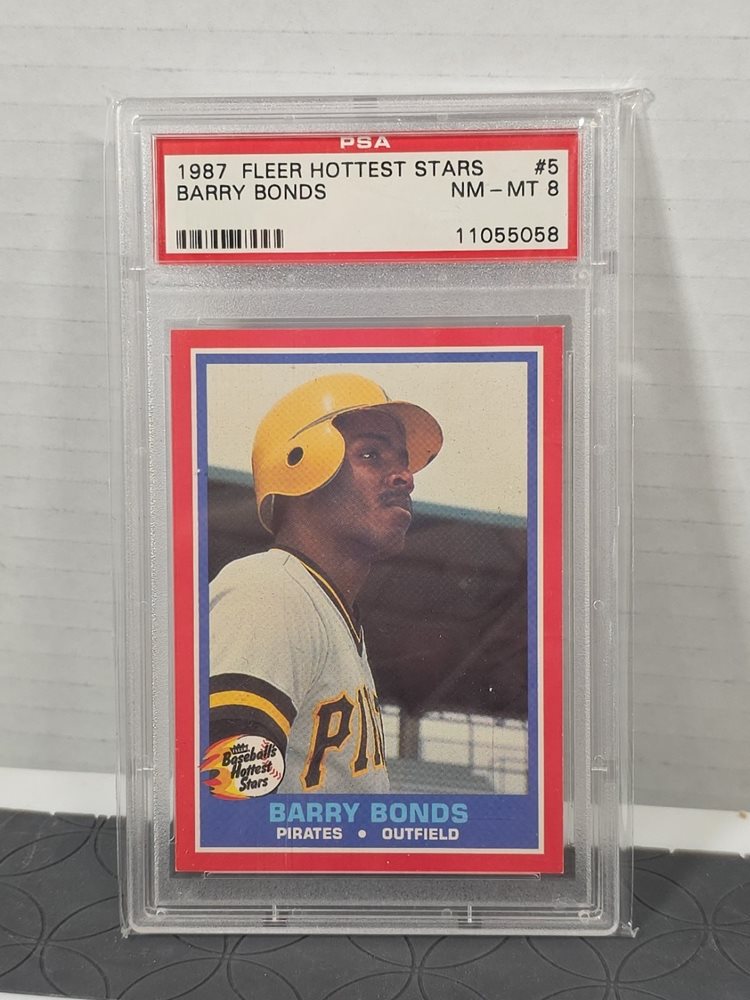 PSA
1987 FLEER HOTTEST STARS #5
BARRY BONDS NM - MT 8
11055058
PI
Fleer
Baseball's
Hottest
Stars
BARRY BONDS
PIRATES • OUTFIELD